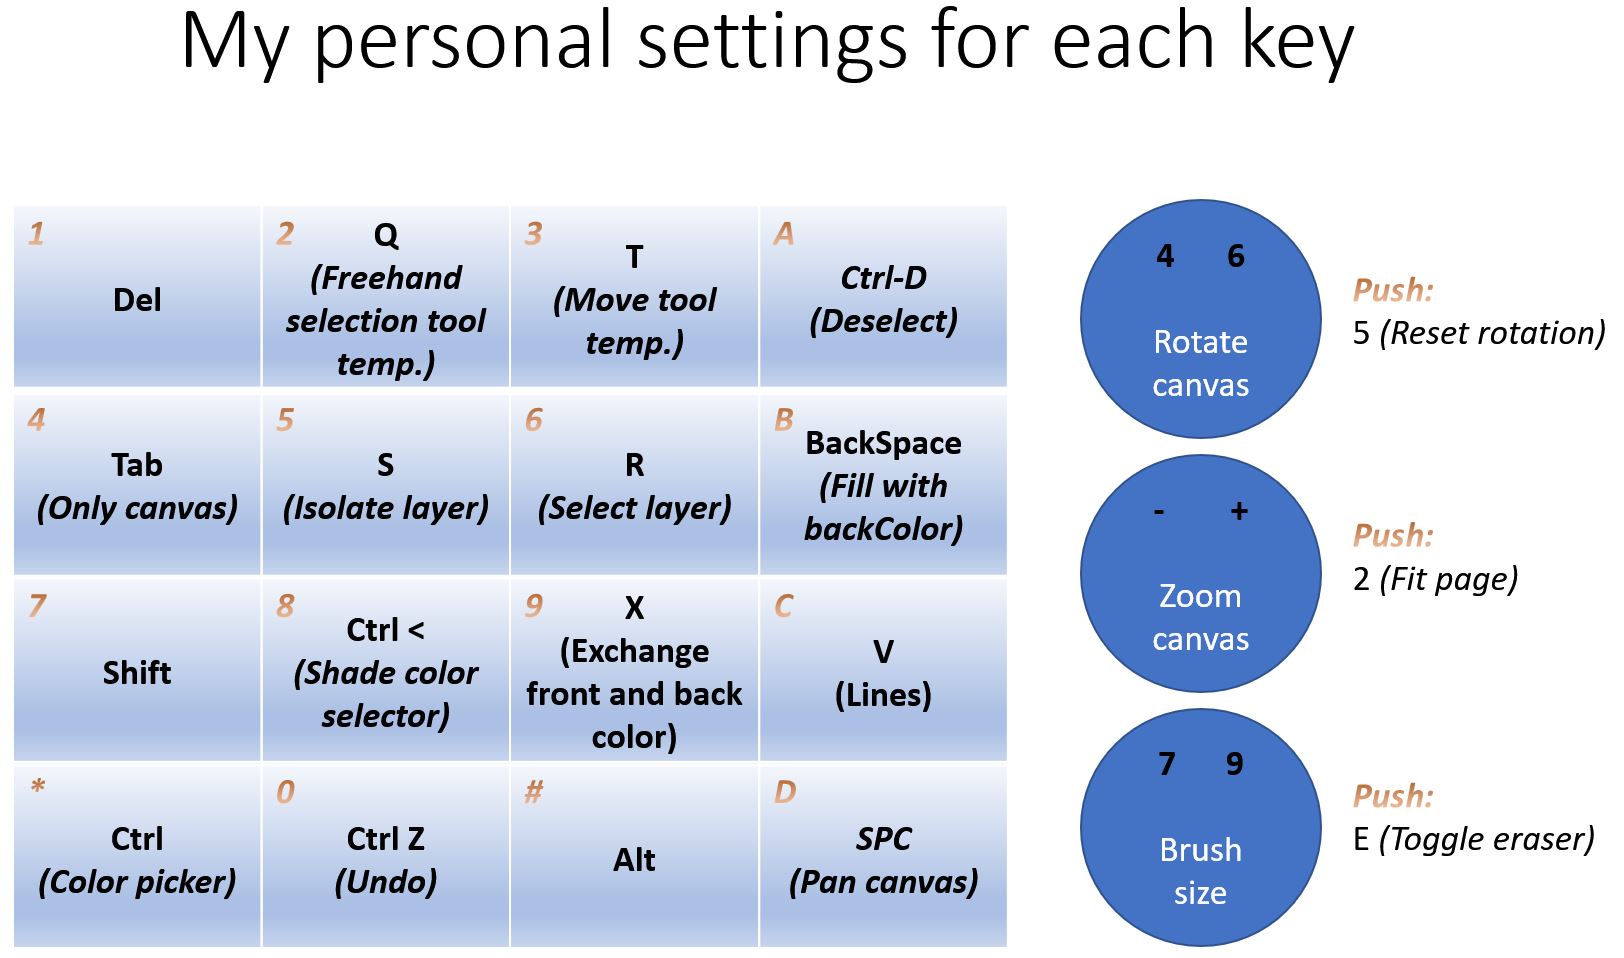 My personal settings for each key
1
Del
2
Q
(Freehand
selection tool
temp.)
3
T
(Move tool
temp.)
A
Ctrl-D
(Deselect)
4
Tab
(Only canvas)
5
S
(Isolate layer)
6
R
(Select layer)
B
BackSpace
(Fill with
backColor)
7
Shift
8
Ctrl <
(Shade color
selector)
9
X
(Exchange
front and back
color)
C
V
(Lines)
*
Ctrl
(Color picker)
0
Ctrl Z
(Undo)
#
Alt
D
SPC
(Pan canvas)
4 6
Rotate
canvas
Push:
5 (Reset rotation)
- +
Zoom
canvas
Push:
2 (Fit page)
7 9
Brush
size
Push:
E (Toggle eraser)